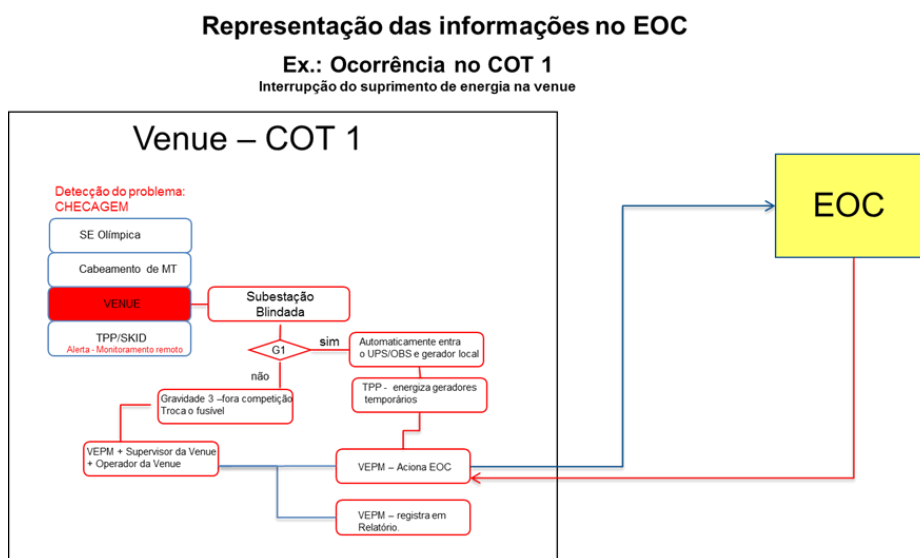 Representação das informações no EOC
Ex.: Ocorrência no COT 1
Interrupção do suprimento de energia na venue
Venue – COT 1
Detecção do problema:
CHECAGEM
SE Olímpica
Cabeamento de MT
VENUE
TPP/SKID
Alerta - Monitoramento remoto
Subestação
Blindada
G1
sim
não
Automaticamente entra
o UPS/OBS e gerador local
TPP - energiza geradores
temporários
Gravidade 3 –fora competição
Troca o fusível
VEPM + Supervisor da Venue
+ Operador da Venue
VEPM – Aciona EOC
VEPM – registra em
Relatório.
EOC